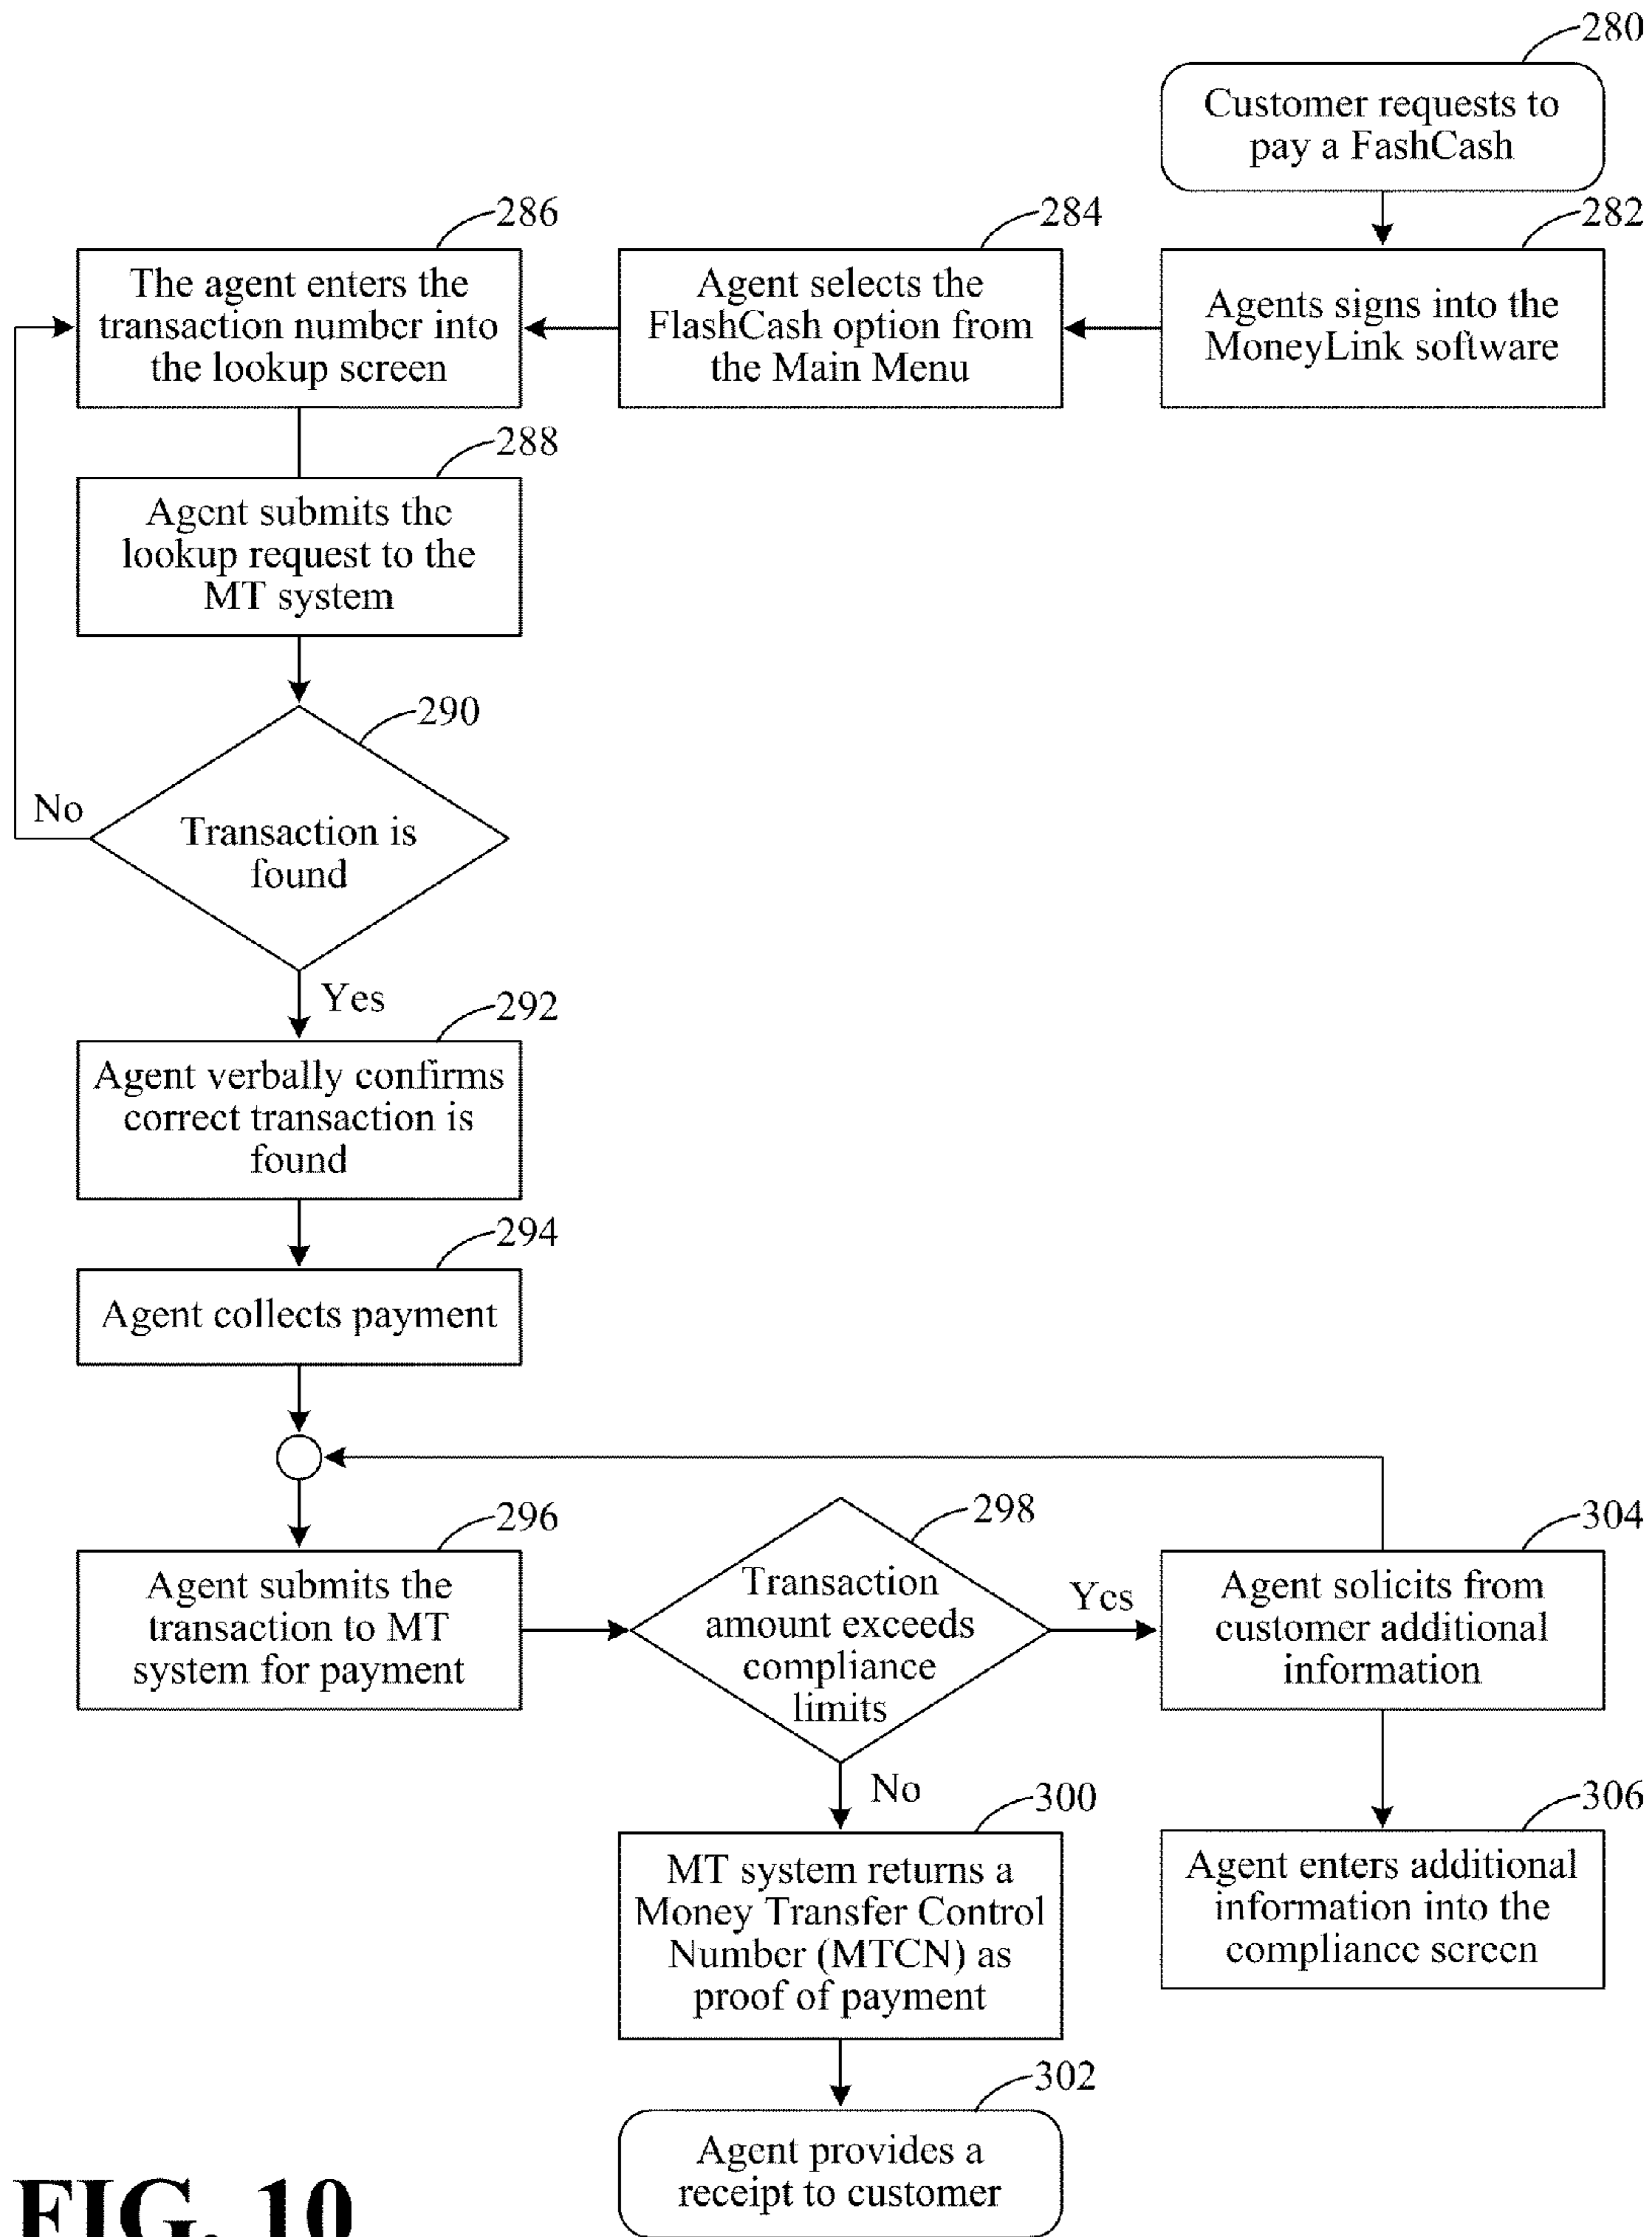 280
Customer requests to
pay a FashCash
282
Agents signs into the
MoneyLink software
284
Agent selects the
FlashCash option from
the Main Menu
286
The agent enters the
transaction number into
the lookup screen
288
Agent submits the
lookup request to the
MT system
290
Transaction is
found
No
Yes
292
Agent verbally confirms
correct transaction is
found
294
Agent collects payment
296
Agent submits the
transaction to MT
system for payment
298
Transaction
amount exceeds
compliance
limits
Yes
304
Agent solicits from
customer additional
information
306
Agent enters additional
information into the
compliance screen
No
300
MT system returns a
Money Transfer Control
Number (MTCN) as
proof of payment
302
Agent provides a
receipt to customer
FIG. 10